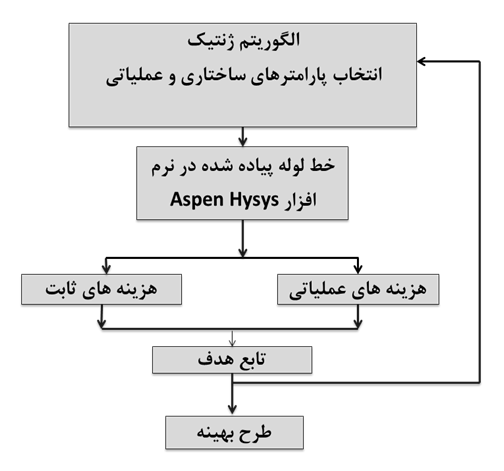 الگوریتم ژنتیک
انتخاب پارامترهای ساختاری و عملیاتی
خط لوله پیاده شده در نرم
افزار Aspen Hysys
هزینه های عملیاتی
هزینه های ثابت
تابع هدف
طرح بهینه